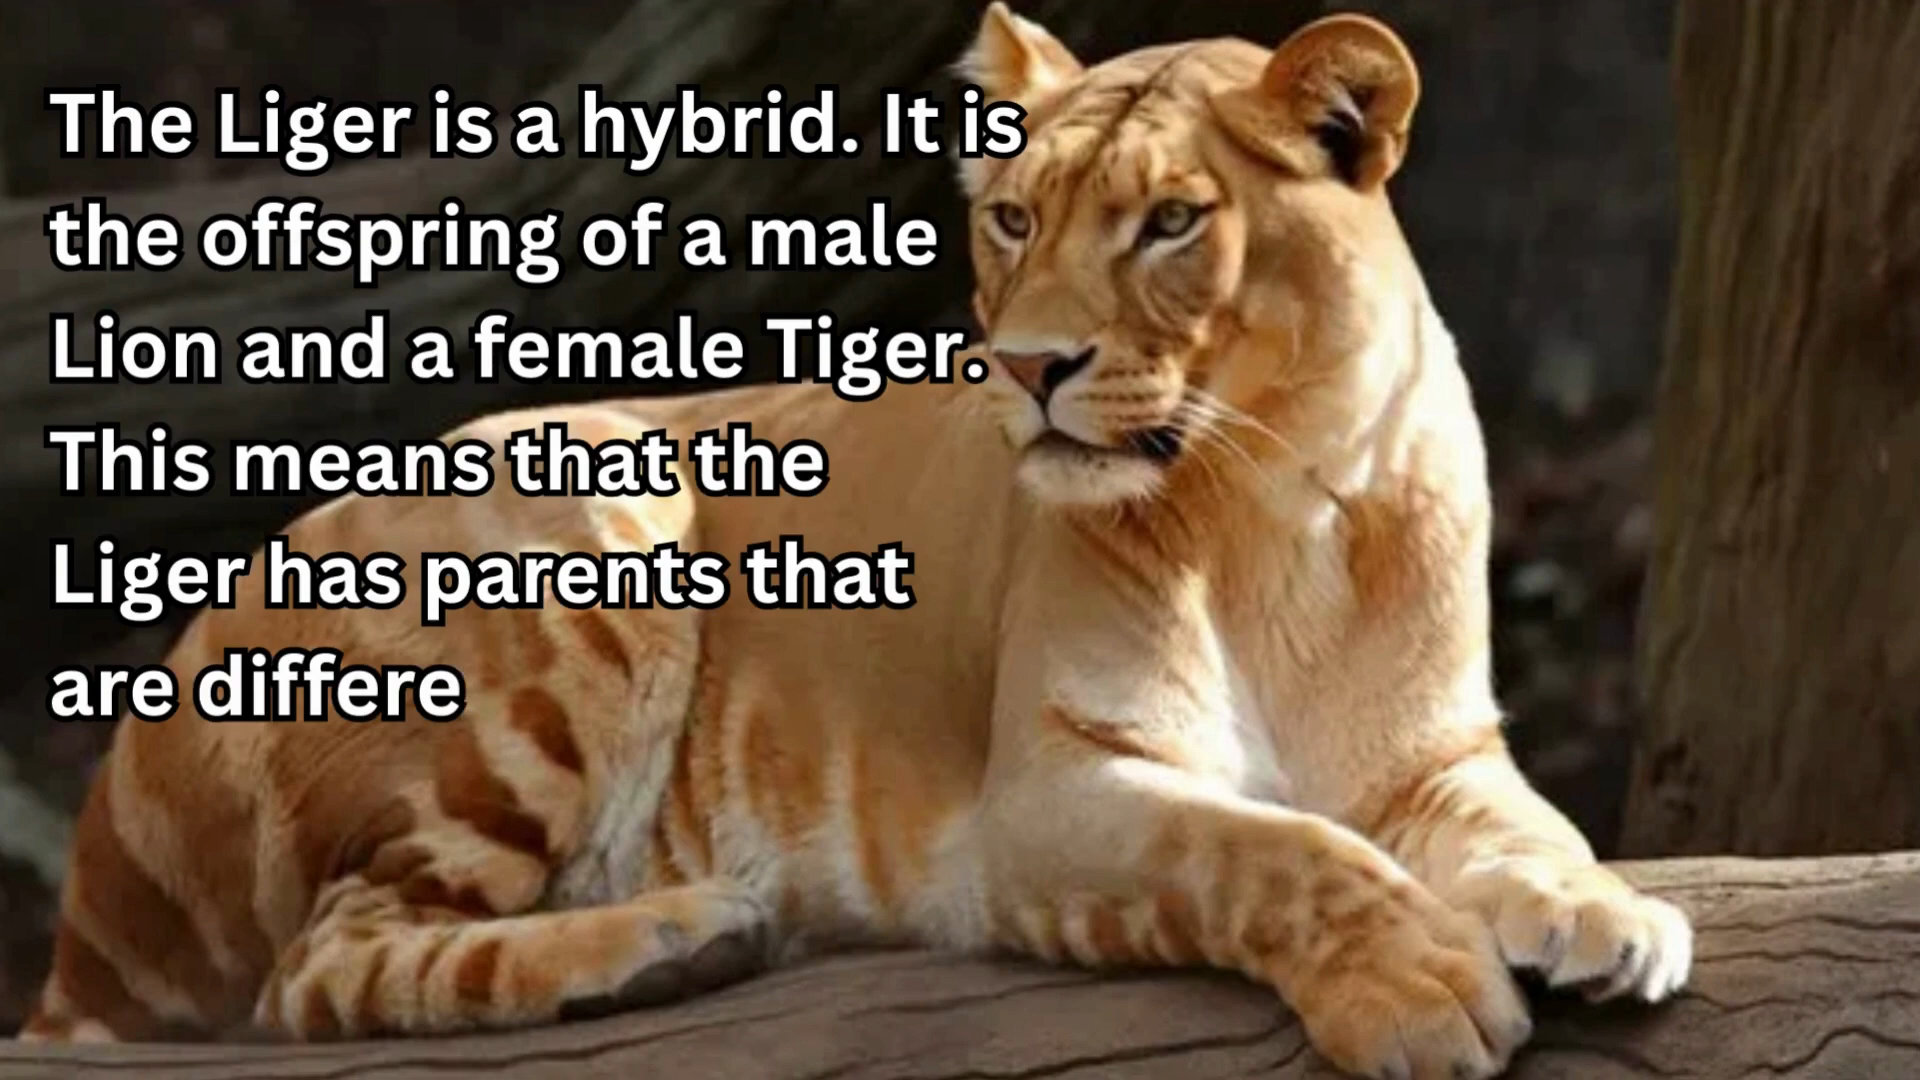 The Liger is a hybrid. It is
the offspring of a male
Lion and a female Tiger.
This means that the
Liger has parents that
are differe